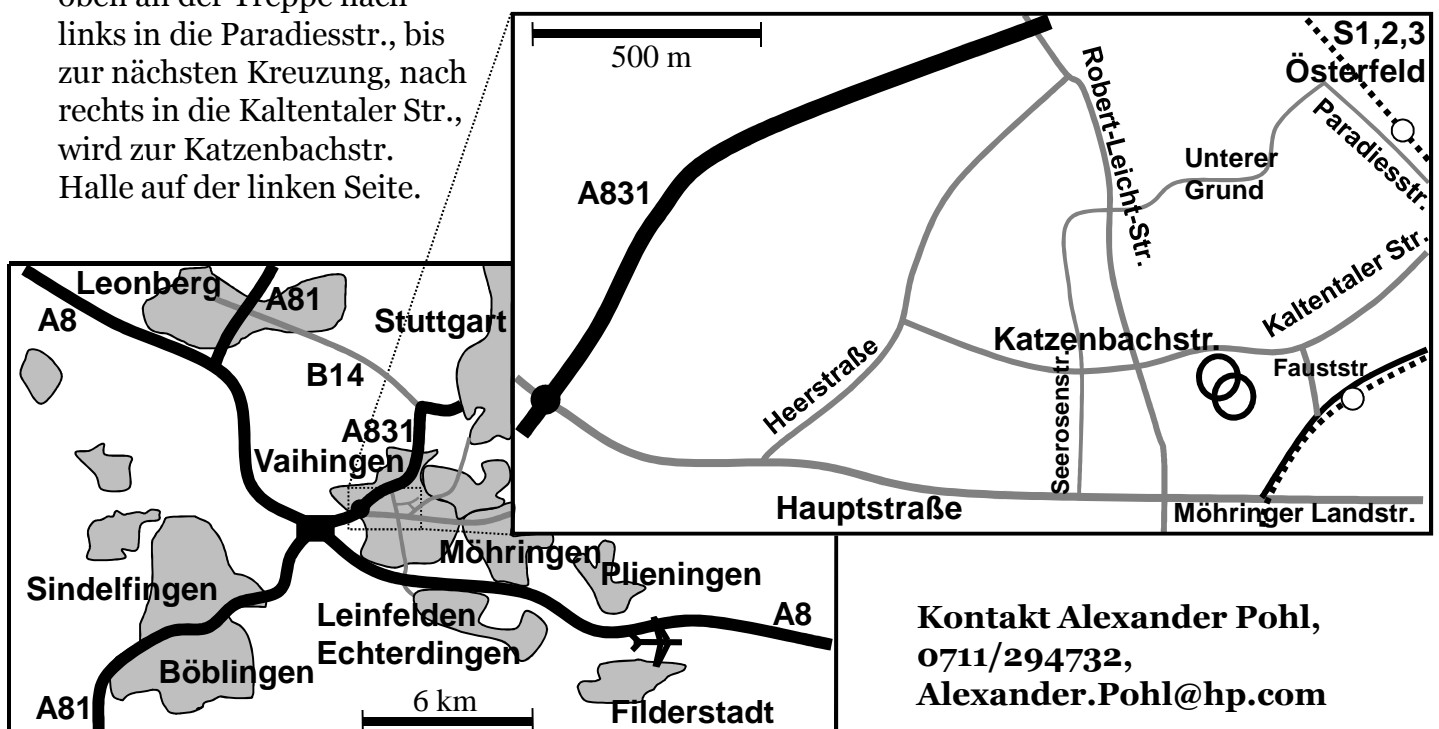 oben an der Treppe nach
links in die Paradiesstr., bis
zur nächsten Kreuzung, nach
rechts in die Kaltentaler Str.,
wird zur Katzenbachstr.
Halle auf der linken Seite.
500 m
S1,2,3
Österfeld
Robert-Leicht-Str.
Paradiesstr.
Unterer
Grund
A831
Kaltentaler Str.
Katzenbachstr.
Fauststr.
Heerstraße
Seerosenstr.
Hauptstraße
Möhringer Landstr.
Leonberg
A81
A8
Stuttgart
B14
A831
Vaihingen
Möhringen
Plieningen
Sindelfingen
Leinfelden
Echterdingen
A8
Böblingen
A81
6 km
Filderstadt
Kontakt Alexander Pohl,
0711/294732,
Alexander.Pohl@hp.com